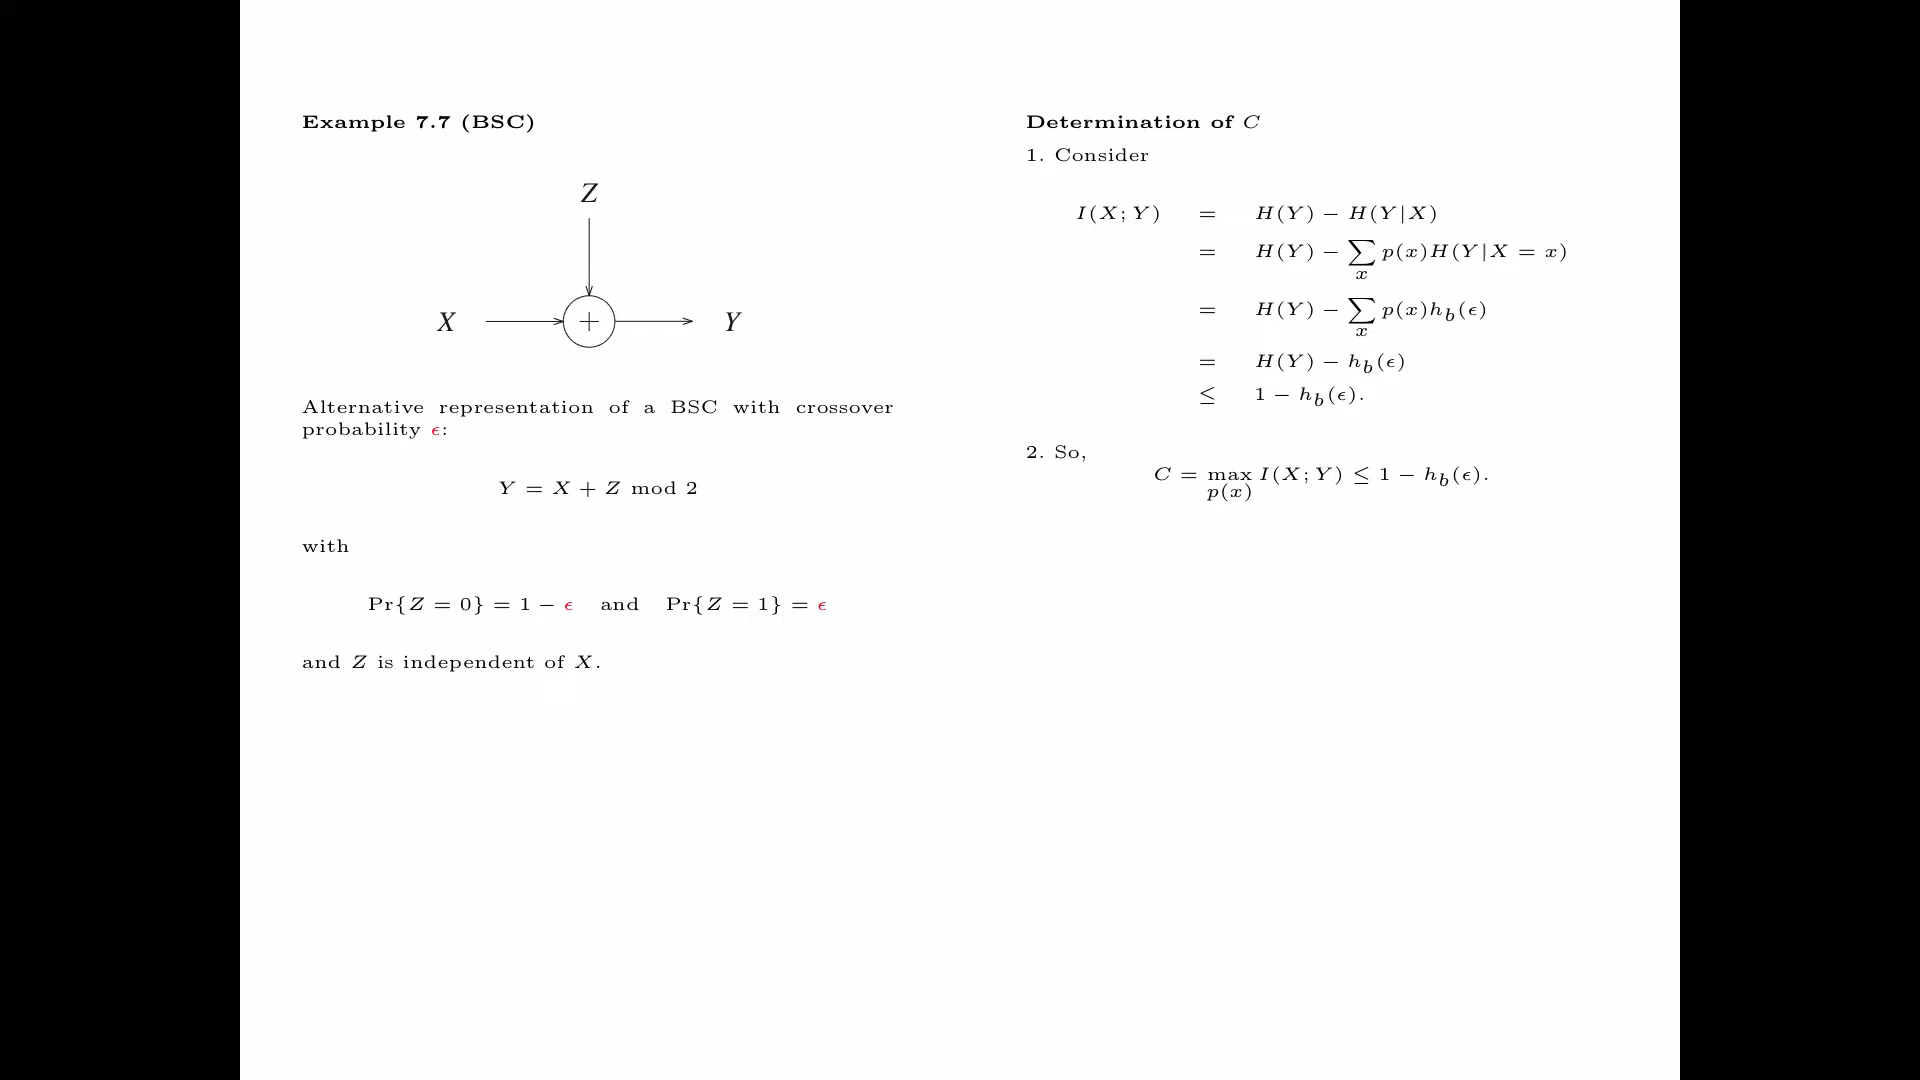 Example 7.7 (BSC)
Z
X + Y
Alternative representation of a BSC with crossover
probability ϵ:
Y = X + Z mod 2
with
Pr{Z = 0} = 1 − ϵ and Pr{Z = 1} = ϵ
and Z is independent of X.
Determination of C
1. Consider
I(X; Y) = H(Y) − H(Y|X)
= H(Y) − ∑_x p(x)H(Y|X = x)
= H(Y) − ∑_x p(x)h_b(ϵ)
= H(Y) − h_b(ϵ)
≤ 1 − h_b(ϵ).
2. So,
C = max_{p(x)} I(X; Y) ≤ 1 − h_b(ϵ).